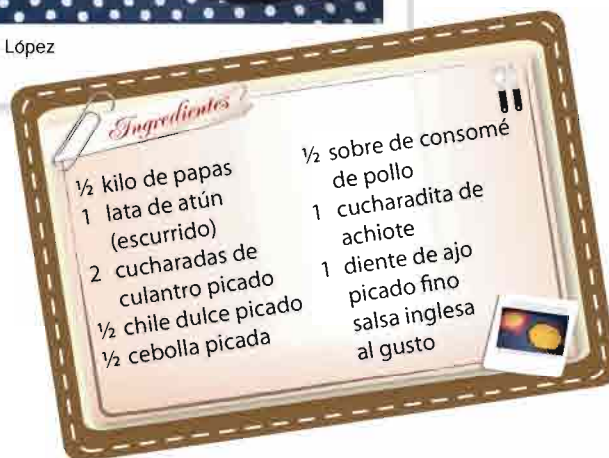 López
Ingredientes
½ kilo de papas
1 lata de atún
(escurrido)
2 cucharadas de
culantro picado
½ chile dulce picado
½ cebolla picada
½ sobre de consomé
de pollo
1 cucharadita de
achiote
1 diente de ajo
picado fino
salsa inglesa
al gusto